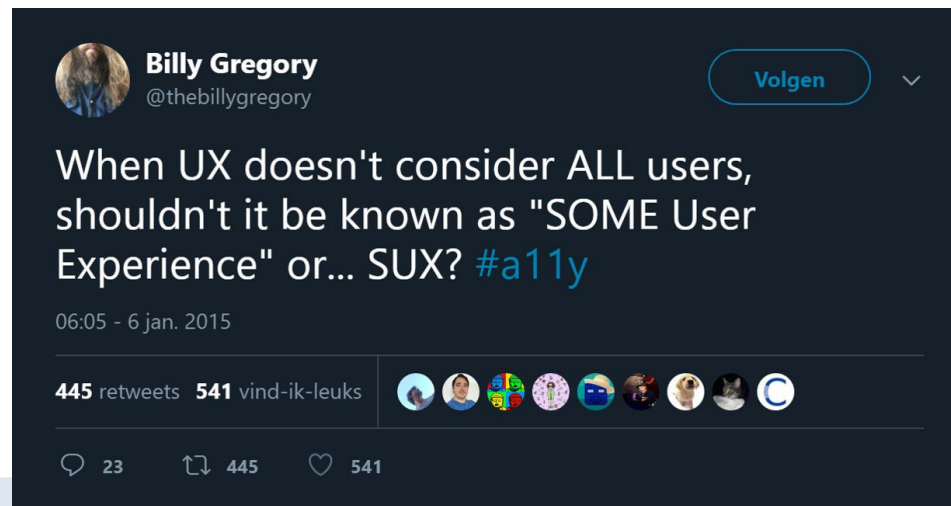 Billy Gregory
@thebillygregory
Volgen
When UX doesn't consider ALL users,
shouldn't it be known as "SOME User
Experience" or... SUX? #a11y
06:05 - 6 jan. 2015
445 retweets 541 vind-ik-leuks
C
23 445 541